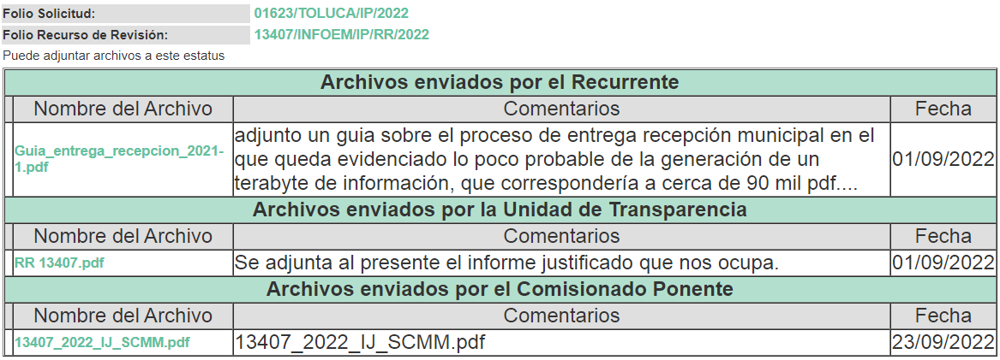 Folio Solicitud: 01623/TOLUCA/IP/2022
Folio Recurso de Revisión: 13407/INFOEM/IP/RR/2022
Puede adjuntar archivos a este estatus
Archivos enviados por el Recurrente
Nombre del Archivo Comentarios Fecha
Guia_entrega_recepcion_2021-
1.pdf
adjunto un guia sobre el proceso de entrega recepción municipal en el
que queda evidenciado lo poco probable de la generación de un
terabyte de información, que correspondería a cerca de 90 mil pdf....
01/09/2022
Archivos enviados por la Unidad de Transparencia
Nombre del Archivo Comentarios Fecha
RR 13407.pdf Se adjunta al presente el informe justificado que nos ocupa. 01/09/2022
Archivos enviados por el Comisionado Ponente
Nombre del Archivo Comentarios Fecha
13407_2022_IJ_SCMM.pdf 13407_2022_IJ_SCMM.pdf 23/09/2022